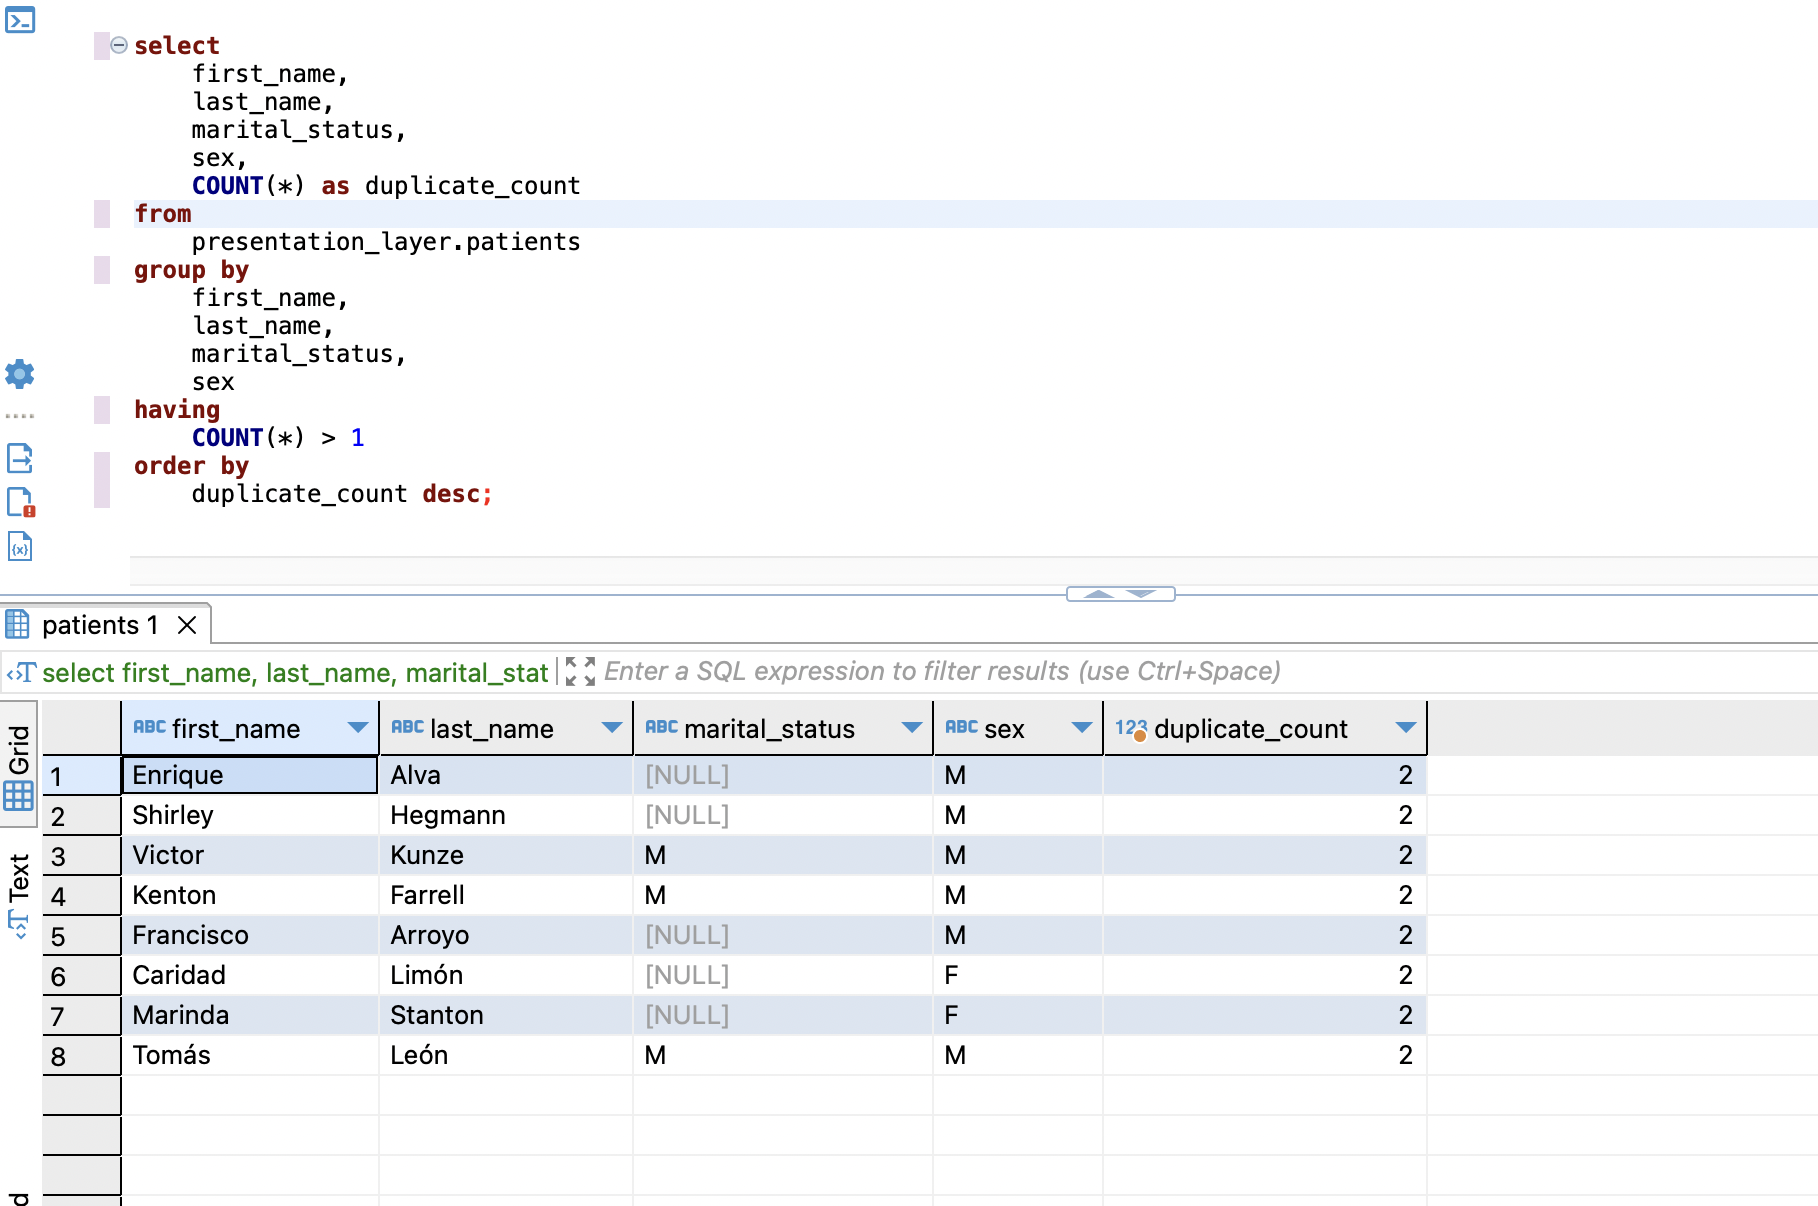 select
first_name,
last_name,
marital_status,
sex,
COUNT(*) as duplicate_count
from
presentation_layer.patients
group by
first_name,
last_name,
marital_status,
sex
having
COUNT(*) > 1
order by
duplicate_count desc;
patients 1
select first_name, last_name, marital_stat Enter a SQL expression to filter results (use Ctrl+Space)
Grid
Text
ABC first_name ABC last_name ABC marital_status ABC sex 123 duplicate_count
1 Enrique Alva [NULL] M 2
2 Shirley Hegmann [NULL] M 2
3 Victor Kunze M M 2
4 Kenton Farrell M M 2
5 Francisco Arroyo [NULL] M 2
6 Caridad Limón [NULL] F 2
7 Marinda Stanton [NULL] F 2
8 Tomás León M M 2